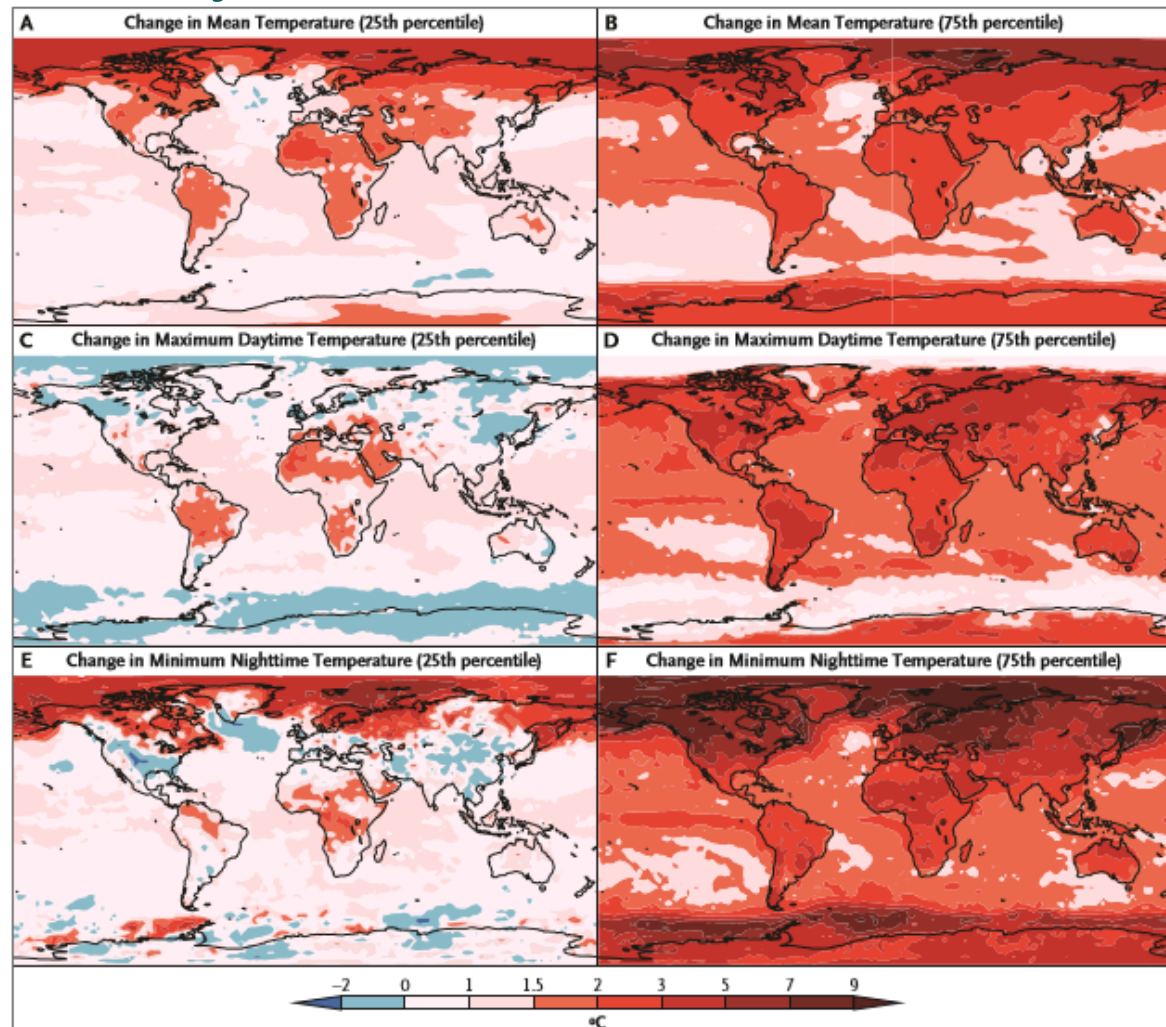 A Change in Mean Temperature (25th percentile)
B Change in Mean Temperature (75th percentile)
C Change in Maximum Daytime Temperature (25th percentile)
D Change in Maximum Daytime Temperature (75th percentile)
E Change in Minimum Nighttime Temperature (25th percentile)
F Change in Minimum Nighttime Temperature (75th percentile)
−2 0 1 1.5 2 3 5 7 9
ºC